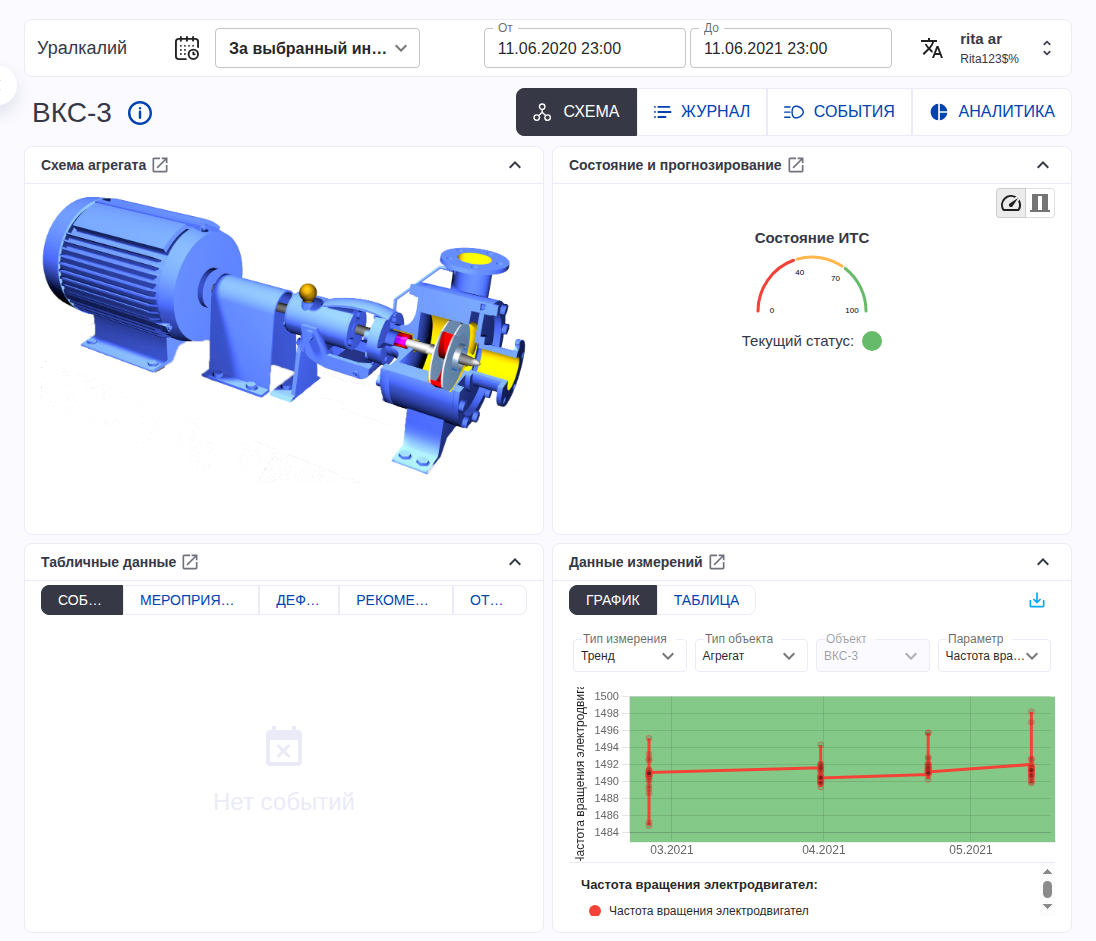 Уралкалий
За выбранный ин...
От
11.06.2020 23:00
До
11.06.2021 23:00
rita ar
Rita123$%
ВКС-3
СХЕМА
ЖУРНАЛ
СОБЫТИЯ
АНАЛИТИКА
Схема агрегата
Состояние и прогнозирование
Состояние ИТС
0
40
70
100
Текущий статус:
Табличные данные
СОБ...
МЕРОПРИЯ...
ДЕФ...
РЕКОМЕ...
ОТ...
Нет событий
Данные измерений
ГРАФИК
ТАБЛИЦА
Тип измерения
Тренд
Тип объекта
Агрегат
Объект
ВКС-3
Параметр
Частота вра...
Частота вращения электродвига
1500
1498
1496
1494
1492
1490
1488
1486
1484
03.2021
04.2021
05.2021
Частота вращения электродвигател:
Частота вращения электродвигател